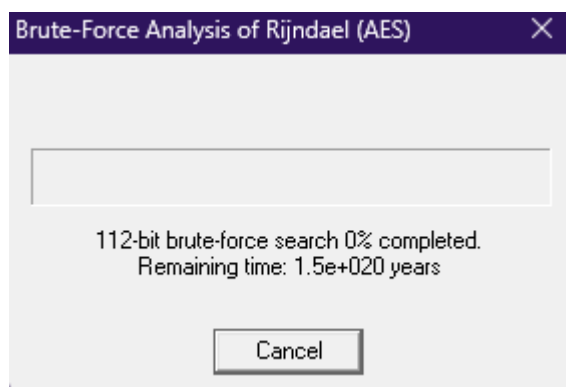 Brute-Force Analysis of Rijndael (AES)
112-bit brute-force search 0% completed.
Remaining time: 1.5e+020 years
Cancel